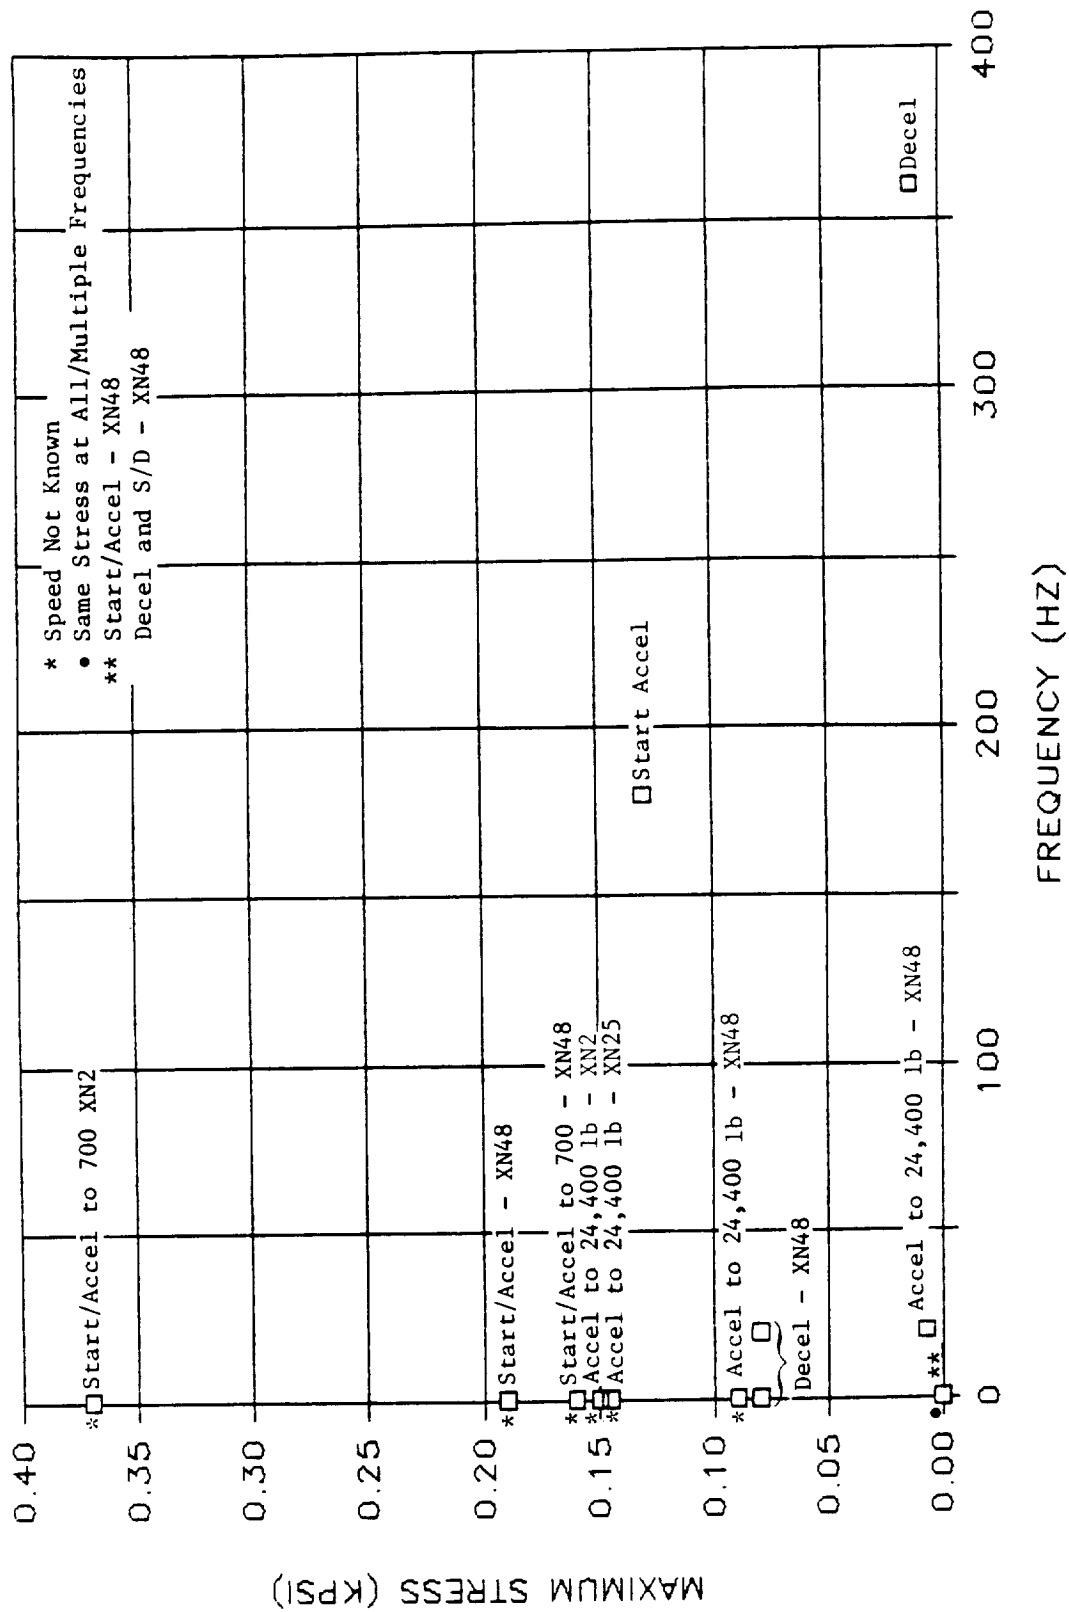 * Speed Not Known
• Same Stress at All/Multiple Frequencies
** Start/Accel - XN48
Decel and S/D - XN48
MAXIMUM STRESS (KPSI)
0.40
0.35
0.30
0.25
0.20
0.15
0.10
0.05
0.00
* Start/Accel to 700 XN2
* Start/Accel - XN48
* Start/Accel to 700 - XN48
* Accel to 24,400 lb - XN2
* Accel to 24,400 lb - XN25
Start Accel
* Accel to 24,400 lb - XN48
Decel - XN48
Accel to 24,400 lb - XN48
• **
Decel
0
100
200
300
400
FREQUENCY (HZ)